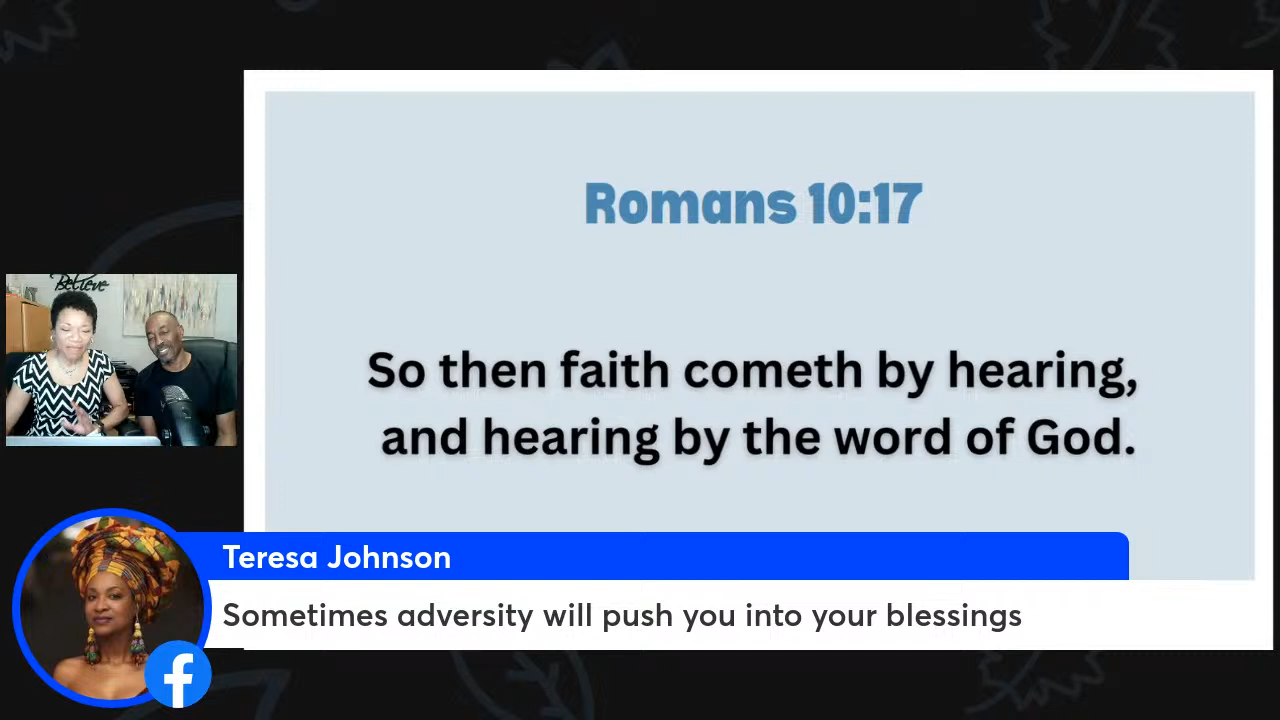 Believe
Romans 10:17
So then faith cometh by hearing,
and hearing by the word of God.
Teresa Johnson
Sometimes adversity will push you into your blessings